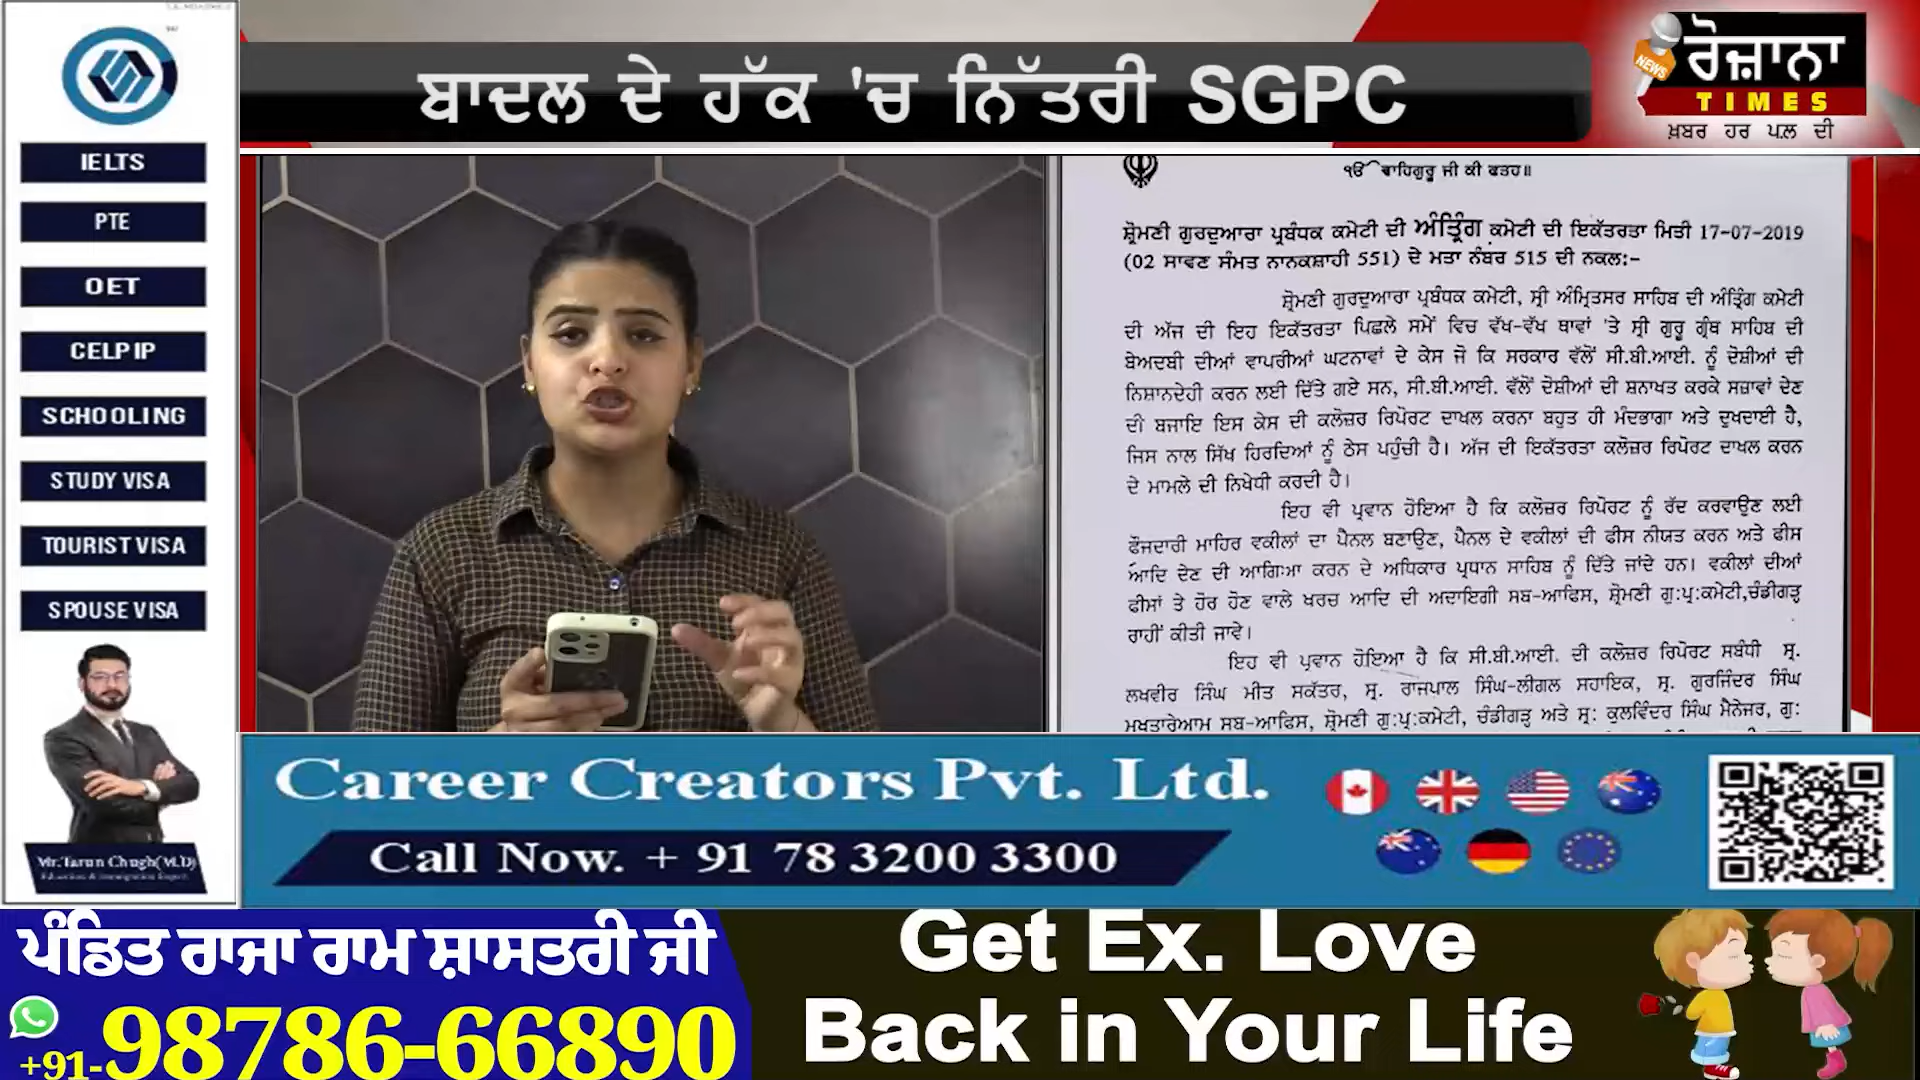 ਬਾਦਲ ਦੇ ਹੱਕ 'ਚ ਨਿੱਤਰੀ SGPC
NEWS
ਰੋਜ਼ਾਨਾ
TIMES
ਖ਼ਬਰ ਹਰ ਪਲ ਦੀ
IELTS
PTE
OET
CELPIP
SCHOOLING
STUDY VISA
TOURIST VISA
SPOUSE VISA
Mr.Tarun Chugh(M.D)
ੴ ਵਾਹਿਗੁਰੂ ਜੀ ਕੀ ਫਤਹ॥
ਸ਼੍ਰੋਮਣੀ ਗੁਰਦੁਆਰਾ ਪ੍ਰਬੰਧਕ ਕਮੇਟੀ ਦੀ ਅੰਤ੍ਰਿੰਗ ਕਮੇਟੀ ਦੀ ਇਕੱਤਰਤਾ ਮਿਤੀ 17-07-2019
(02 ਸਾਵਣ ਸੰਮਤ ਨਾਨਕਸ਼ਾਹੀ 551) ਦੇ ਮਤਾ ਨੰਬਰ 515 ਦੀ ਨਕਲ:-
ਸ਼੍ਰੋਮਣੀ ਗੁਰਦੁਆਰਾ ਪ੍ਰਬੰਧਕ ਕਮੇਟੀ, ਸ੍ਰੀ ਅੰਮ੍ਰਿਤਸਰ ਸਾਹਿਬ ਦੀ ਅੰਤ੍ਰਿੰਗ ਕਮੇਟੀ
ਦੀ ਅੱਜ ਦੀ ਇਹ ਇਕੱਤਰਤਾ ਪਿਛਲੇ ਸਮੇਂ ਵਿਚ ਵੱਖ-ਵੱਖ ਥਾਵਾਂ 'ਤੇ ਸ੍ਰੀ ਗੁਰੂ ਗ੍ਰੰਥ ਸਾਹਿਬ ਦੀ
ਬੇਅਦਬੀ ਦੀਆਂ ਵਾਪਰੀਆਂ ਘਟਨਾਵਾਂ ਦੇ ਕੇਸ ਜੋ ਕਿ ਸਰਕਾਰ ਵੱਲੋਂ ਸੀ.ਬੀ.ਆਈ. ਨੂੰ ਦੋਸ਼ੀਆਂ ਦੀ
ਨਿਸ਼ਾਨਦੇਹੀ ਕਰਨ ਲਈ ਦਿੱਤੇ ਗਏ ਸਨ, ਸੀ.ਬੀ.ਆਈ. ਵੱਲੋਂ ਦੋਸ਼ੀਆਂ ਦੀ ਸ਼ਨਾਖਤ ਕਰਕੇ ਸਜ਼ਾਵਾਂ ਦੇਣ
ਦੀ ਬਜਾਇ ਇਸ ਕੇਸ ਦੀ ਕਲੋਜ਼ਰ ਰਿਪੋਰਟ ਦਾਖਲ ਕਰਨਾ ਬਹੁਤ ਹੀ ਮੰਦਭਾਗਾ ਅਤੇ ਦੁਖਦਾਈ ਹੈ,
ਜਿਸ ਨਾਲ ਸਿੱਖ ਹਿਰਦਿਆਂ ਨੂੰ ਠੇਸ ਪਹੁੰਚੀ ਹੈ। ਅੱਜ ਦੀ ਇਕੱਤਰਤਾ ਕਲੋਜ਼ਰ ਰਿਪੋਰਟ ਦਾਖਲ ਕਰਨ
ਦੇ ਮਾਮਲੇ ਦੀ ਨਿਖੇਧੀ ਕਰਦੀ ਹੈ।
ਇਹ ਵੀ ਪ੍ਰਵਾਨ ਹੋਇਆ ਹੈ ਕਿ ਕਲੋਜ਼ਰ ਰਿਪੋਰਟ ਨੂੰ ਰੱਦ ਕਰਵਾਉਣ ਲਈ
ਫੌਜਦਾਰੀ ਮਾਹਿਰ ਵਕੀਲਾਂ ਦਾ ਪੈਨਲ ਬਣਾਉਣ, ਪੈਨਲ ਦੇ ਵਕੀਲਾਂ ਦੀ ਫੀਸ ਨੀਯਤ ਕਰਨ ਅਤੇ ਫੀਸ
ਆਦਿ ਦੇਣ ਦੀ ਆਗਿਆ ਕਰਨ ਦੇ ਅਧਿਕਾਰ ਪ੍ਰਧਾਨ ਸਾਹਿਬ ਨੂੰ ਦਿੱਤੇ ਜਾਂਦੇ ਹਨ। ਵਕੀਲਾਂ ਦੀਆਂ
ਫੀਸਾਂ ਤੇ ਹੋਰ ਹੋਣ ਵਾਲੇ ਖਰਚ ਆਦਿ ਦੀ ਅਦਾਇਗੀ ਸਬ-ਆਫਿਸ, ਸ਼੍ਰੋਮਣੀ ਗੁ:ਪ੍ਰ:ਕਮੇਟੀ,ਚੰਡੀਗੜ੍ਹ
ਰਾਹੀਂ ਕੀਤੀ ਜਾਵੇ।
ਇਹ ਵੀ ਪ੍ਰਵਾਨ ਹੋਇਆ ਹੈ ਕਿ ਸੀ.ਬੀ.ਆਈ. ਦੀ ਕਲੋਜ਼ਰ ਰਿਪੋਰਟ ਸਬੰਧੀ ਸ੍ਰ.
ਲਖਵੀਰ ਸਿੰਘ ਮੀਤ ਸਕੱਤਰ, ਸ੍ਰ. ਰਾਜਪਾਲ ਸਿੰਘ-ਲੀਗਲ ਸਹਾਇਕ, ਸ੍ਰ. ਗੁਰਜਿੰਦਰ ਸਿੰਘ
ਮੁਖਤਾਰੇਆਮ ਸਬ-ਆਫਿਸ, ਸ਼੍ਰੋਮਣੀ ਗੁ:ਪ੍ਰ:ਕਮੇਟੀ, ਚੰਡੀਗੜ੍ਹ ਅਤੇ ਸ੍ਰ: ਕੁਲਵਿੰਦਰ ਸਿੰਘ ਮੈਨੇਜਰ, ਗੁ:
Career Creators Pvt. Ltd.
Call Now. + 91 78 3200 3300
ਪੰਡਿਤ ਰਾਜਾ ਰਾਮ ਸ਼ਾਸਤਰੀ ਜੀ
+91-98786-66890
Get Ex. Love
Back in Your Life